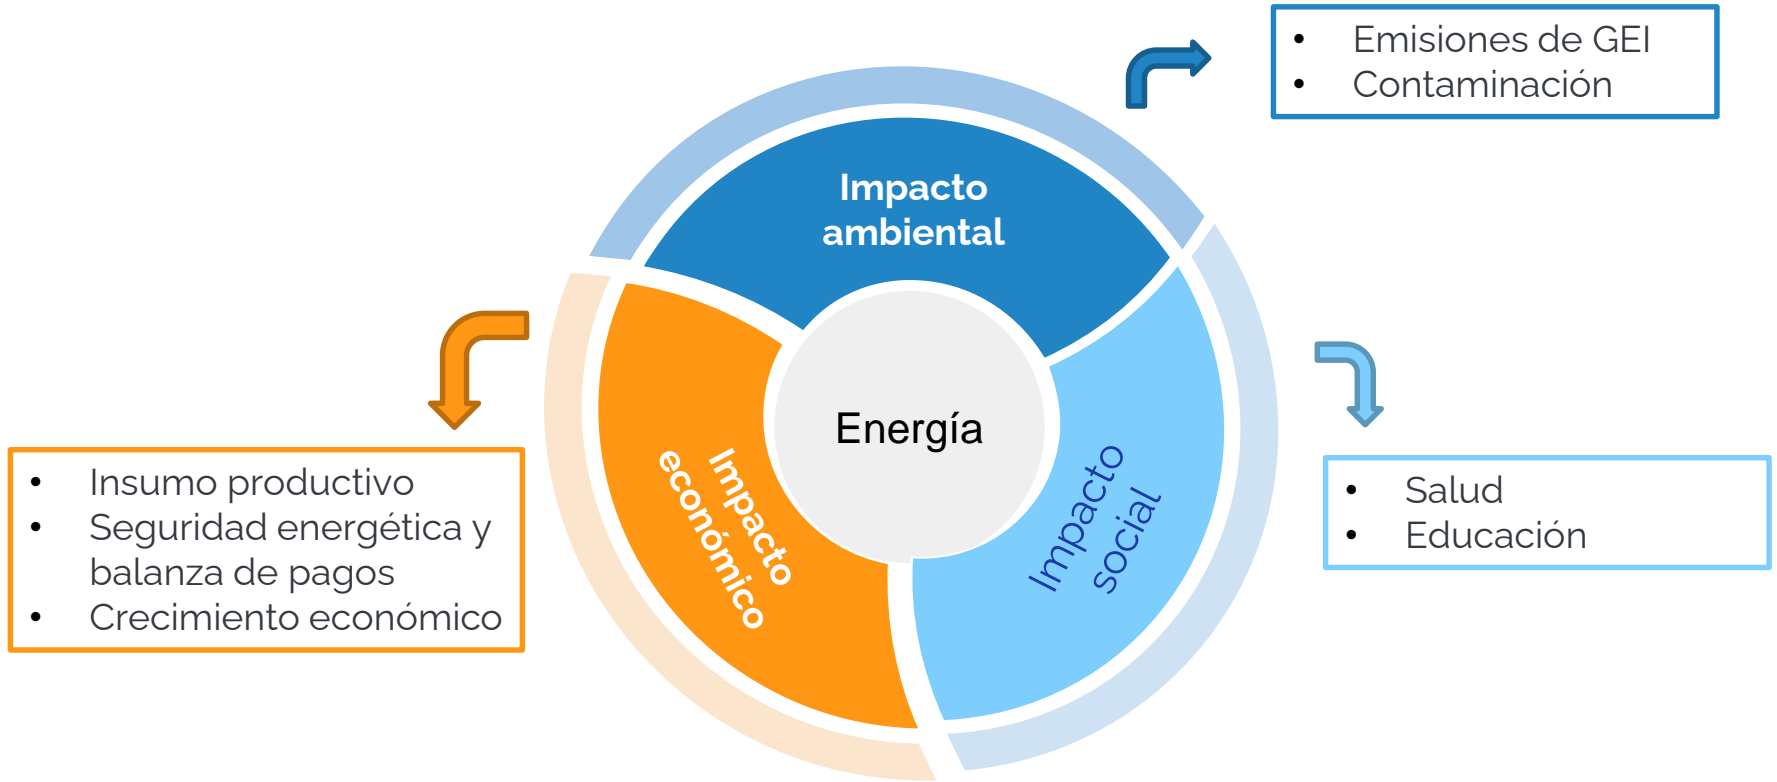 • Emisiones de GEI
• Contaminación
Impacto
ambiental
Energía
Impacto
económico
Impacto
social
• Insumo productivo
• Seguridad energética y
balanza de pagos
• Crecimiento económico
• Salud
• Educación